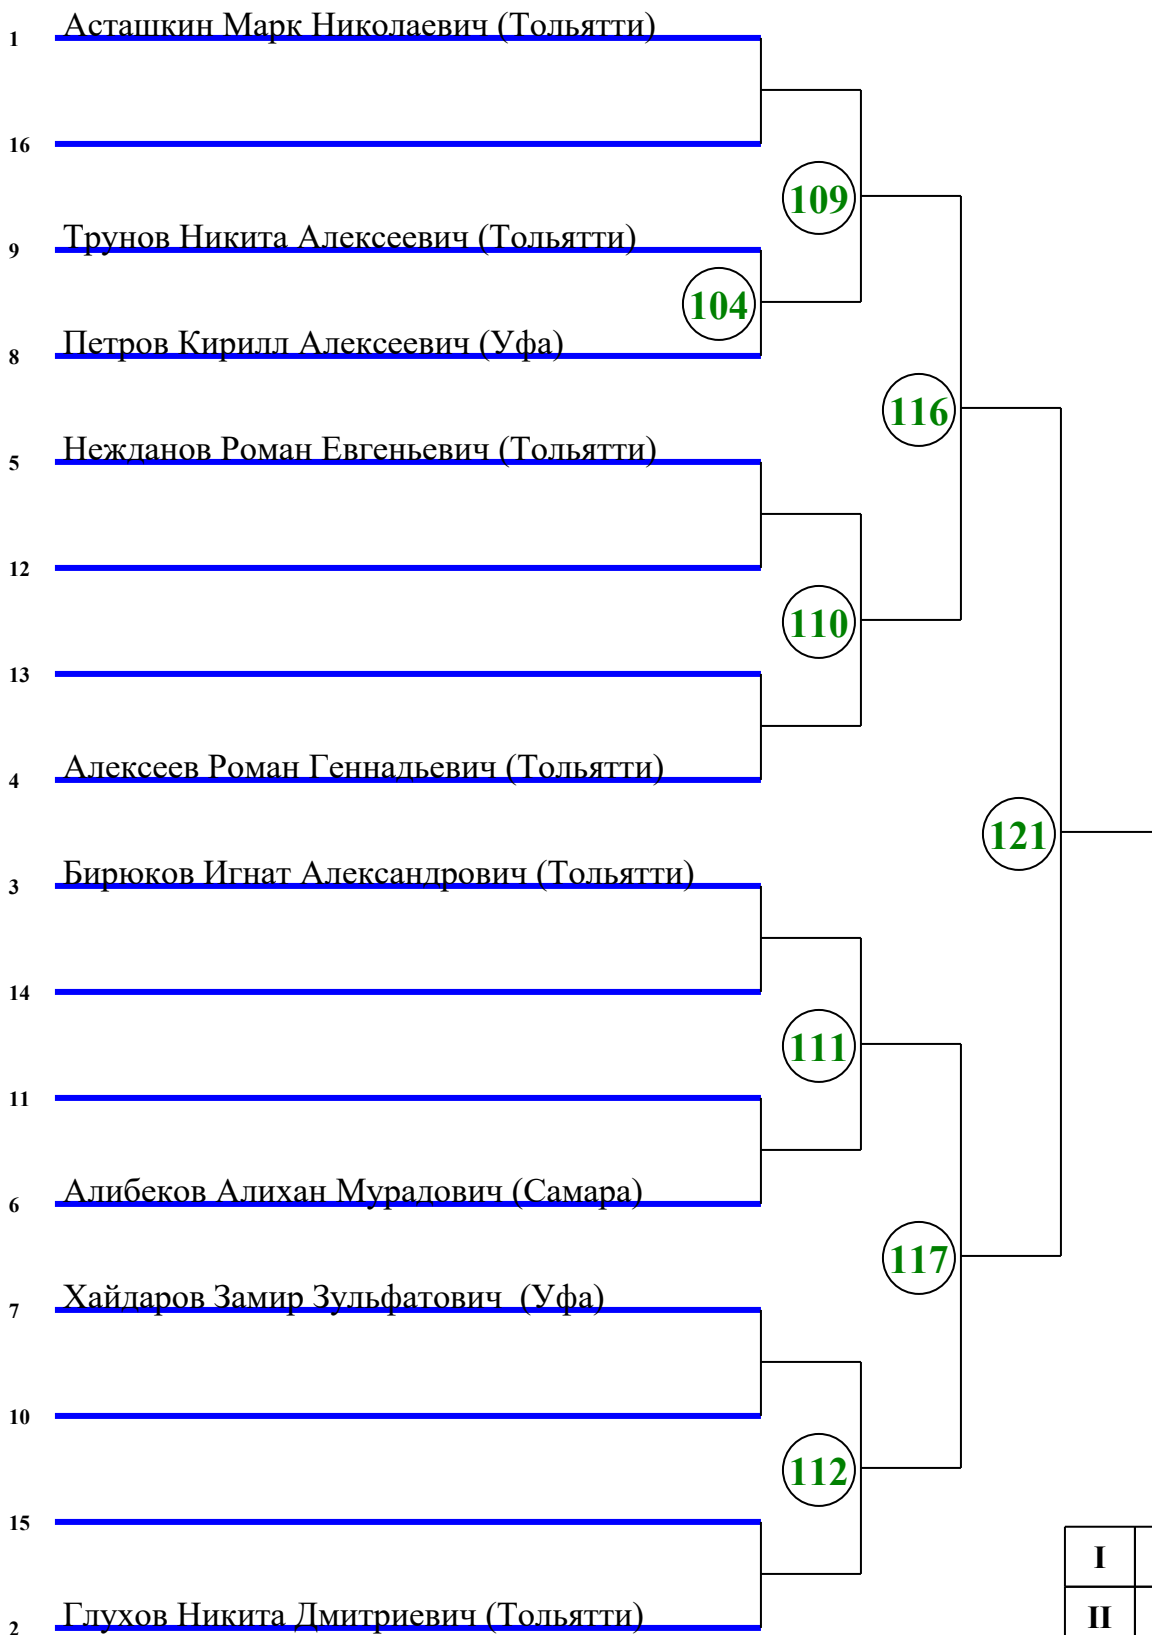 1 Асташкин Марк Николаевич (Тольятти)
16
109
9 Трунов Никита Алексеевич (Тольятти)
104
8 Петров Кирилл Алексеевич (Уфа)
116
5 Нежданов Роман Евгеньевич (Тольятти)
12
110
13
4 Алексеев Роман Геннадьевич (Тольятти)
121
3 Бирюков Игнат Александрович (Тольятти)
14
111
11
6 Алибеков Алихан Мурадович (Самара)
117
7 Хайдаров Замир Зульфатович (Уфа)
10
112
15
I
II
2 Глухов Никита Дмитриевич (Тольятти)